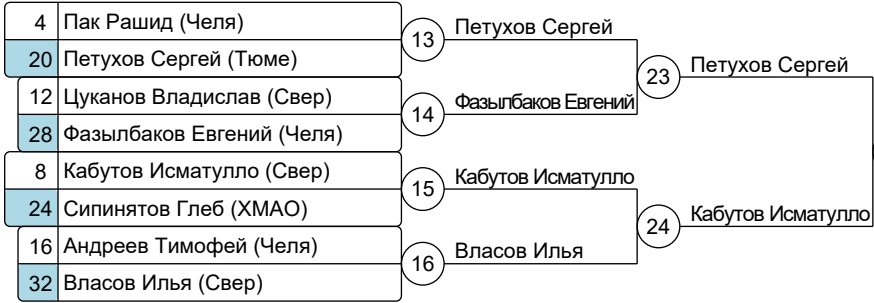 4 Пак Рашид (Челя)
20 Петухов Сергей (Тюме)
13 Петухов Сергей
12 Цуканов Владислав (Свер)
28 Фазылбаков Евгений (Челя)
14 Фазылбаков Евгений
23 Петухов Сергей
8 Кабутов Исматулло (Свер)
24 Сипинятов Глеб (ХМАО)
15 Кабутов Исматулло
16 Андреев Тимофей (Челя)
32 Власов Илья (Свер)
16 Власов Илья
24 Кабутов Исматулло